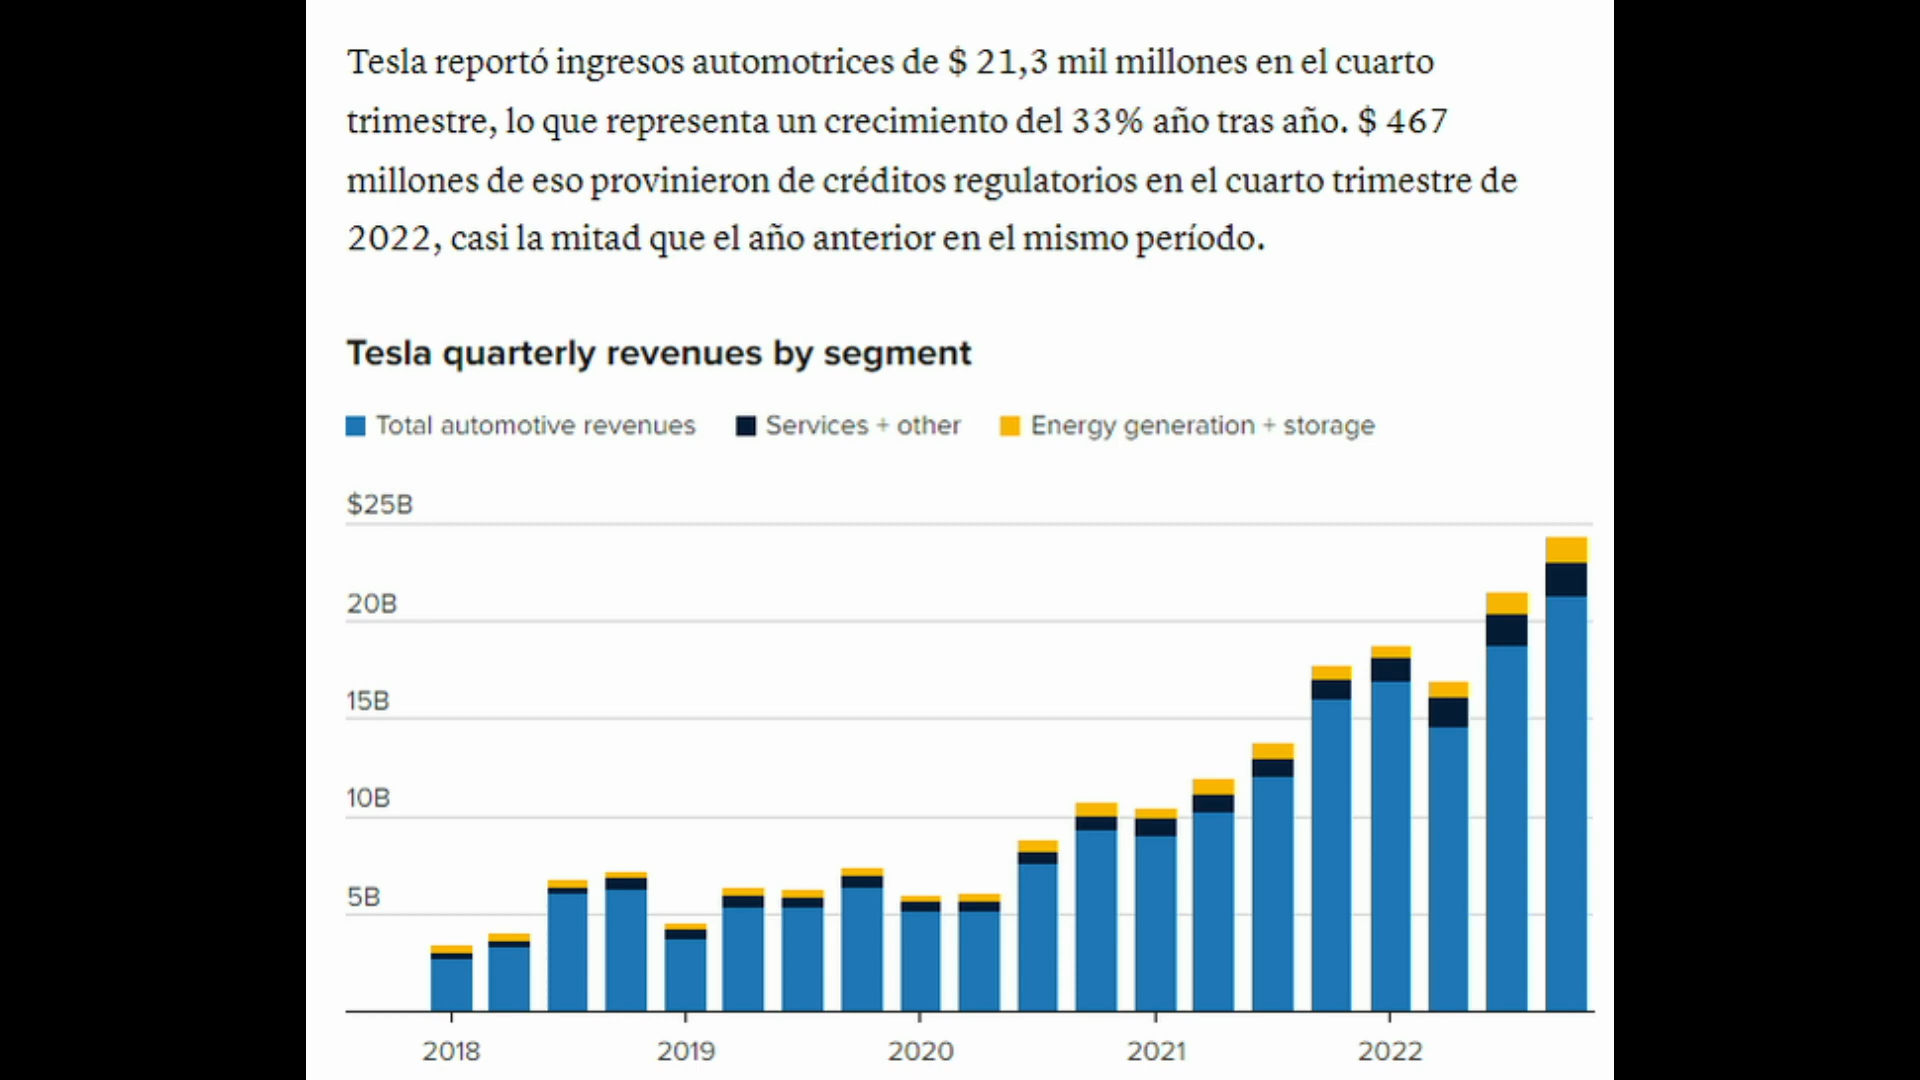 Tesla reportó ingresos automotrices de $ 21,3 mil millones en el cuarto
trimestre, lo que representa un crecimiento del 33% año tras año. $ 467
millones de eso provinieron de créditos regulatorios en el cuarto trimestre de
2022, casi la mitad que el año anterior en el mismo período.
Tesla quarterly revenues by segment
Total automotive revenues Services + other Energy generation + storage
$25B
20B
15B
10B
5B
2018 2019 2020 2021 2022